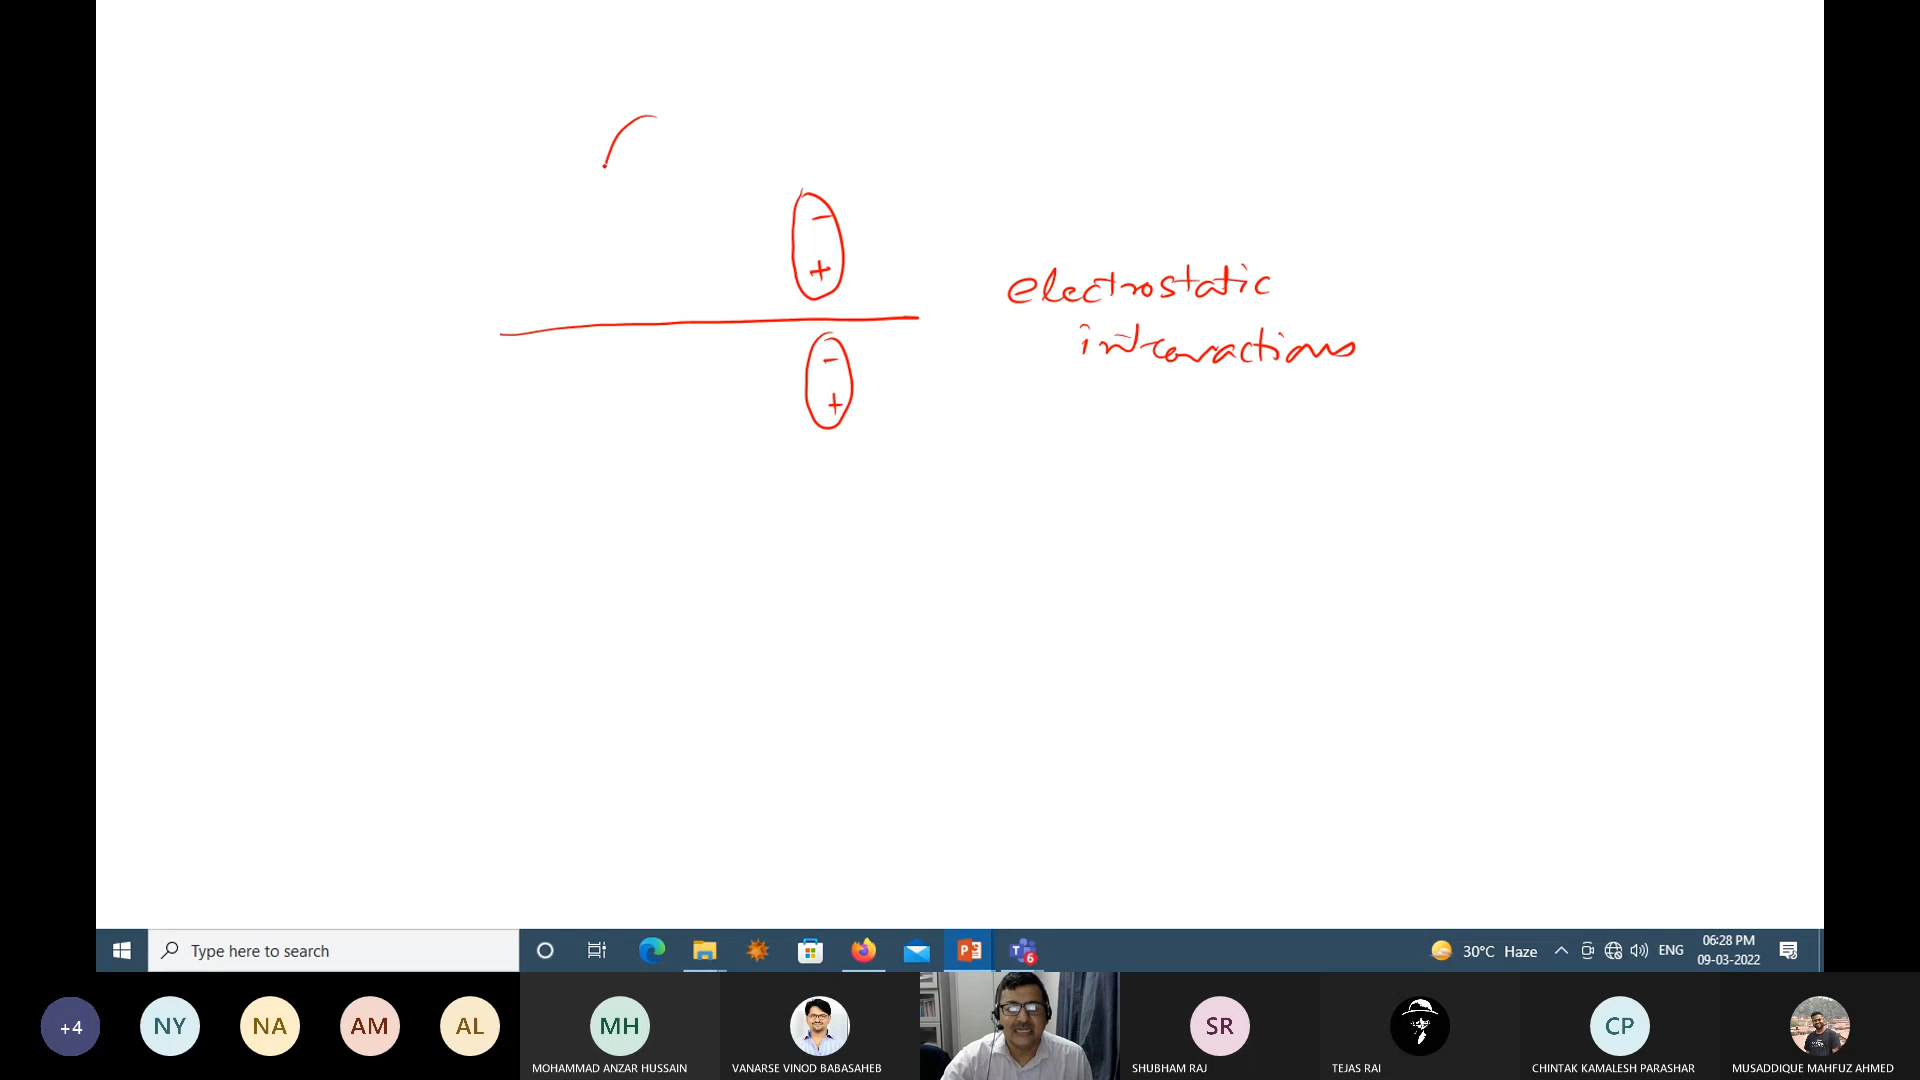 −
+
electrostatic
interactions
−
+
Type here to search
6
30°C Haze
ENG
06:28 PM
09-03-2022
+4
NY
NA
AM
AL
MH
SR
CP
MOHAMMAD ANZAR HUSSAIN
VANARSE VINOD BABASAHEB
SHUBHAM RAJ
TEJAS RAI
CHINTAK KAMALESH PARASHAR
MUSADDIQUE MAHFUZ AHMED